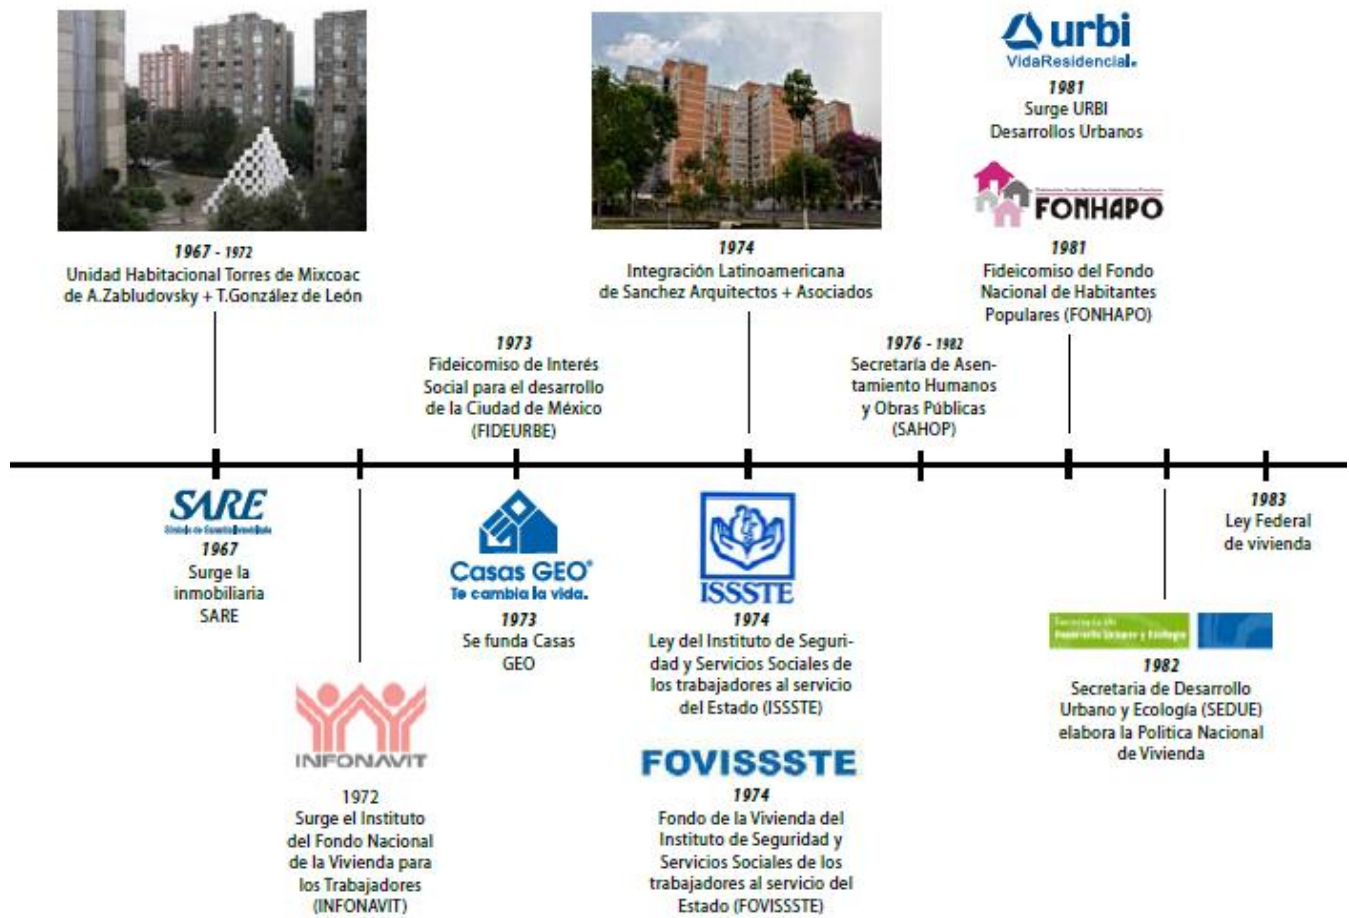 1967 - 1972
Unidad Habitacional Torres de Mixcoac
de A.Zabludovsky + T.González de León
1974
Integración Latinoamericana
de Sanchez Arquitectos + Asociados
urbi
VidaResidencial.
1981
Surge URBI
Desarrollos Urbanos
FONHAPO
1981
Fideicomiso del Fondo
Nacional de Habitantes
Populares (FONHAPO)
1973
Fideicomiso de Interés
Social para el desarrollo
de la Ciudad de México
(FIDEURBE)
1976 - 1982
Secretaría de Asen-
tamiento Humanos
y Obras Públicas
(SAHOP)
SARE
1967
Surge la
inmobiliaria
SARE
INFONAVIT
1972
Surge el Instituto
del Fondo Nacional
de la Vivienda para
los Trabajadores
(INFONAVIT)
Casas GEO®
Te cambia la vida.
1973
Se funda Casas
GEO
ISSSTE
1974
Ley del Instituto de Seguri-
dad y Servicios Sociales de
los trabajadores al servicio
del Estado (ISSSTE)
FOVISSSTE
1974
Fondo de la Vivienda del
Instituto de Seguridad y
Servicios Sociales de los
trabajadores al servicio del
Estado (FOVISSSTE)
Desarrollo Urbano y Ecología
1982
Secretaria de Desarrollo
Urbano y Ecología (SEDUE)
elabora la Politica Nacional
de Vivienda
1983
Ley Federal
de vivienda